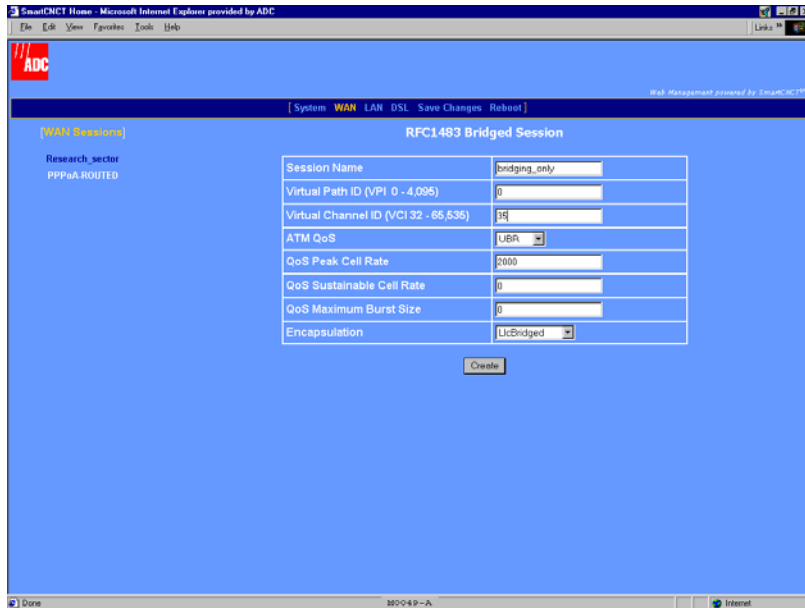 SmartCNCT Home - Microsoft Internet Explorer provided by ADC
File Edit View Favorites Tools Help
Links »
ADC
Web Management powered by SmartCNCT
[ System WAN LAN DSL Save Changes Reboot ]
[WAN Sessions]
RFC1483 Bridged Session
Research_sector
PPPoA-ROUTED
Session Name bridging_only
Virtual Path ID (VPI 0 - 4,095) 0
Virtual Channel ID (VCI 32 - 65,535) 35
ATM QoS UBR
QoS Peak Cell Rate 2000
QoS Sustainable Cell Rate 0
QoS Maximum Burst Size 0
Encapsulation LlcBridged
Create
Done
M0049-A
Internet